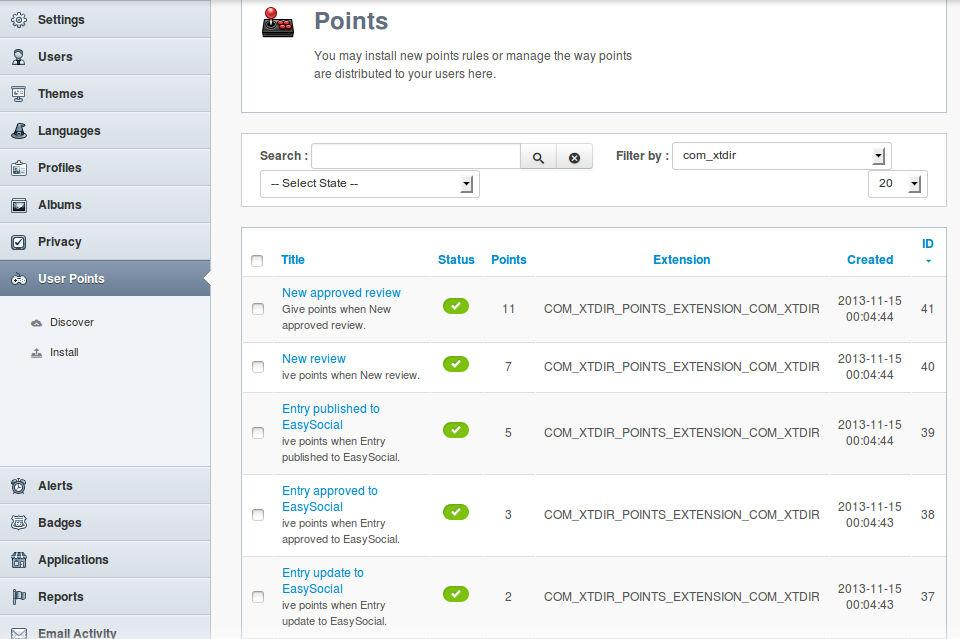 Settings
Users
Themes
Languages
Profiles
Albums
Privacy
User Points
Discover
Install
Alerts
Badges
Applications
Reports
Email Activity
Points
You may install new points rules or manage the way points
are distributed to your users here.
Search :
Filter by : com_xtdir
-- Select State --
20
ID
Title Status Points Extension Created
New approved review
Give points when New
approved review.
11 COM_XTDIR_POINTS_EXTENSION_COM_XTDIR
2013-11-15
00:04:44
41
New review
ive points when New review.
7 COM_XTDIR_POINTS_EXTENSION_COM_XTDIR
2013-11-15
00:04:44
40
Entry published to
EasySocial
ive points when Entry
published to EasySocial.
5 COM_XTDIR_POINTS_EXTENSION_COM_XTDIR
2013-11-15
00:04:44
39
Entry approved to
EasySocial
ive points when Entry
approved to EasySocial.
3 COM_XTDIR_POINTS_EXTENSION_COM_XTDIR
2013-11-15
00:04:43
38
Entry update to
EasySocial
ive points when Entry
update to EasySocial.
2 COM_XTDIR_POINTS_EXTENSION_COM_XTDIR
2013-11-15
00:04:43
37